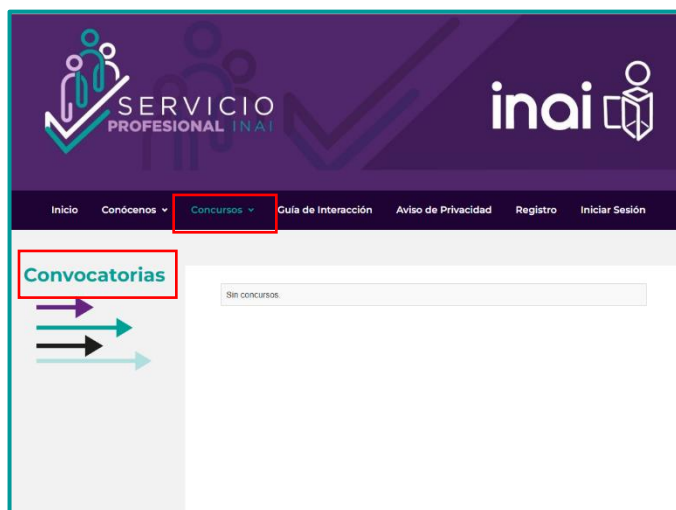 SERVICIO
PROFESIONAL INAI
inai
Inicio Conócenos Concursos Guía de Interacción Aviso de Privacidad Registro Iniciar Sesión
Convocatorias
Sin concursos.